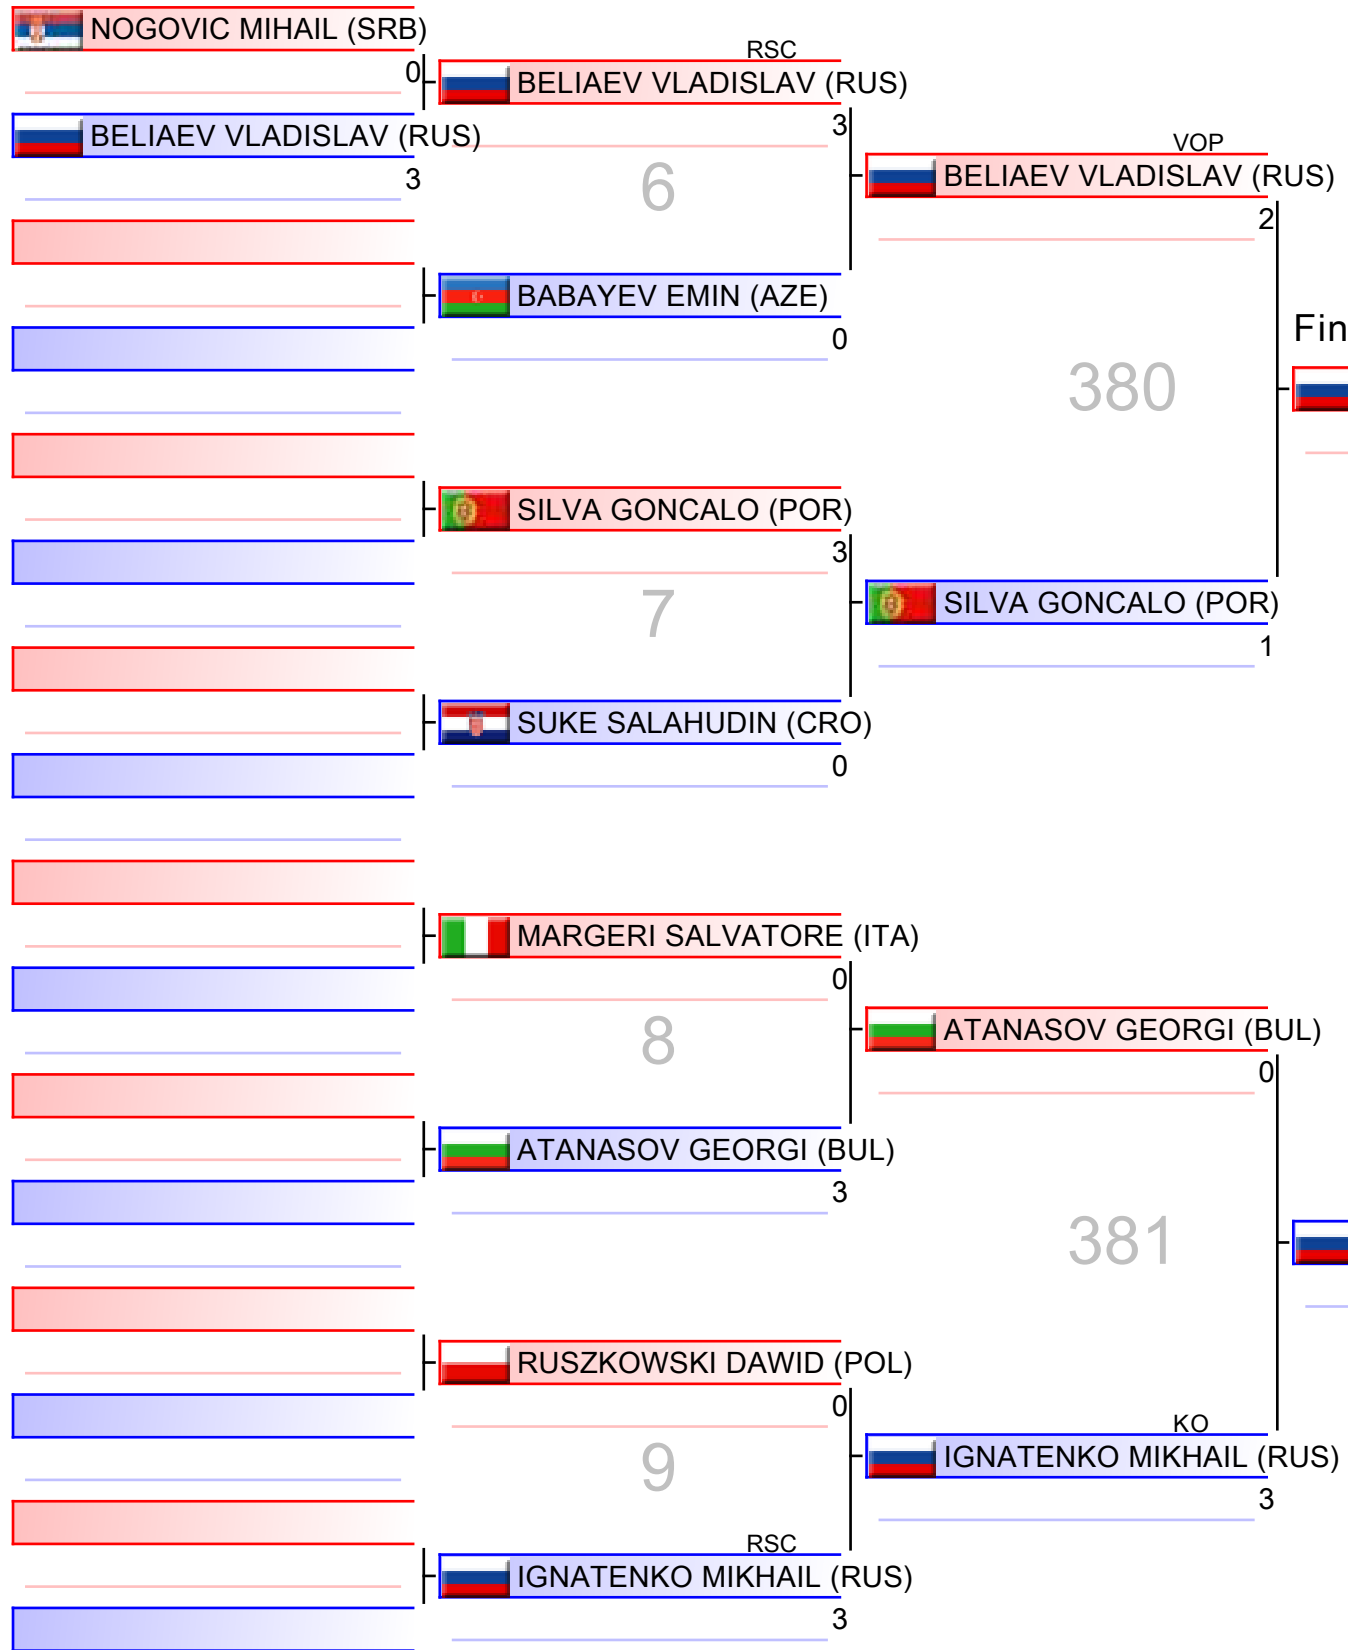 NOGOVIC MIHAIL (SRB)
0
BELIAEV VLADISLAV (RUS)
3
RSC
BELIAEV VLADISLAV (RUS)
3
6
BABAYEV EMIN (AZE)
0
SILVA GONCALO (POR)
3
7
SUKE SALAHUDIN (CRO)
0
MARGERI SALVATORE (ITA)
0
8
ATANASOV GEORGI (BUL)
3
RUSZKOWSKI DAWID (POL)
0
9
RSC
IGNATENKO MIKHAIL (RUS)
3
VOP
BELIAEV VLADISLAV (RUS)
2
380
SILVA GONCALO (POR)
1
ATANASOV GEORGI (BUL)
0
381
KO
IGNATENKO MIKHAIL (RUS)
3
Fin